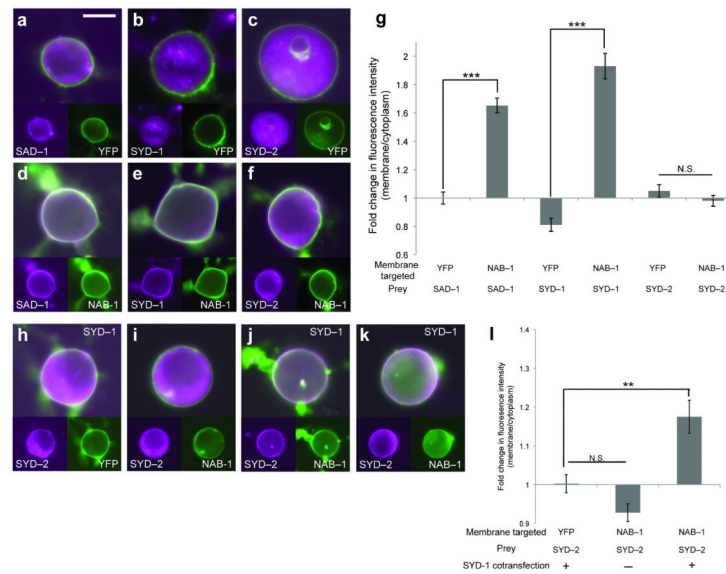 a b c
SAD–1 YFP SYD–1 YFP SYD–2 YFP
d e f
SAD–1 NAB–1 SYD–1 NAB–1 SYD–2 NAB–1
g
Fold change in fluorescence intensity
(membrane/cytoplasm)
2
1.8
1.6
1.4
1.2
1
0.8
0.6
***
***
N.S.
Membrane
targeted
YFP NAB–1 YFP NAB–1 YFP NAB–1
Prey SAD–1 SAD–1 SYD–1 SYD–1 SYD–2 SYD–2
h SYD–1 i j SYD–1 k SYD–1
SYD–2 YFP SYD–2 NAB–1 SYD–2 NAB–1 SYD–2 NAB–1
l
Fold change in fluoresence intensity
(membrane/cytoplasm)
1.4
1.3
1.2
1.1
1
0.9
**
N.S.
Membrane targeted YFP NAB–1 NAB–1
Prey SYD–2 SYD–2 SYD–2
SYD–1 cotransfection + — +